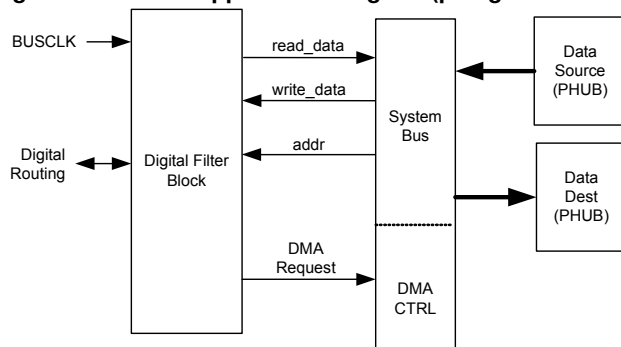 BUSCLK
Digital
Routing
Digital Filter
Block
read_data
write_data
addr
DMA
Request
System
Bus
DMA
CTRL
Data
Source
(PHUB)
Data
Dest
(PHUB)